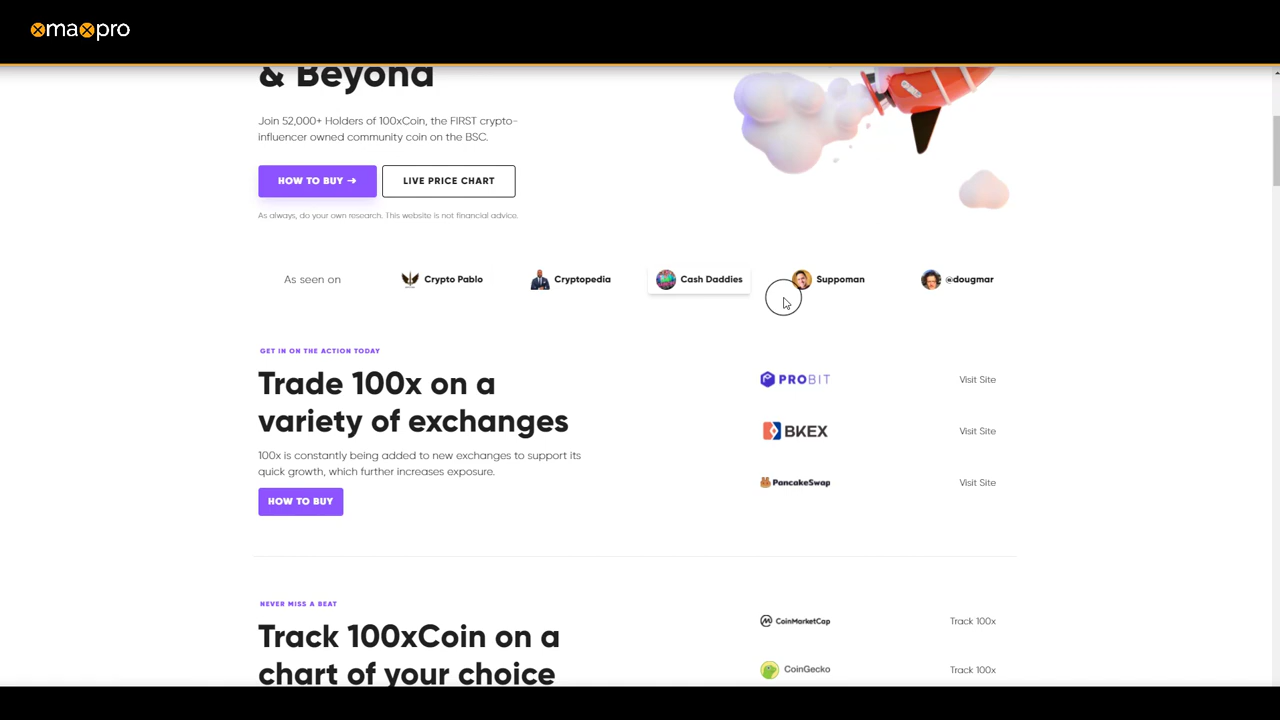 omaxpro
& Beyond
Join 52,000+ Holders of 100xCoin, the FIRST crypto-
influencer owned community coin on the BSC.
HOW TO BUY →
LIVE PRICE CHART
As always, do your own research. This website is not financial advice.
As seen on
Crypto Pablo
Cryptopedia
Cash Daddies
Suppoman
@dougmar
GET IN ON THE ACTION TODAY
Trade 100x on a
variety of exchanges
100x is constantly being added to new exchanges to support its
quick growth, which further increases exposure.
HOW TO BUY
PROBIT
Visit Site
BKEX
Visit Site
PancakeSwap
Visit Site
NEVER MISS A BEAT
Track 100xCoin on a
chart of your choice
CoinMarketCap
Track 100x
CoinGecko
Track 100x